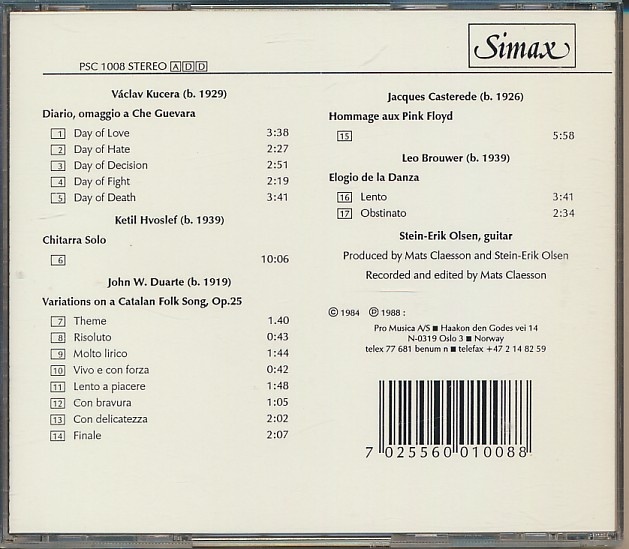 Simax
PSC 1008 STEREO A D D
Václav Kucera (b. 1929)
Diario, omaggio a Che Guevara
1 Day of Love 3:38
2 Day of Hate 2:27
3 Day of Decision 2:51
4 Day of Fight 2:19
5 Day of Death 3:41
Ketil Hvoslef (b. 1939)
Chitarra Solo
6 10:06
John W. Duarte (b. 1919)
Variations on a Catalan Folk Song, Op.25
7 Theme 1.40
8 Risoluto 0:43
9 Molto lirico 1:44
10 Vivo e con forza 0:42
11 Lento a piacere 1:48
12 Con bravura 1:05
13 Con delicatezza 2:02
14 Finale 2:07
Jacques Casterede (b. 1926)
Hommage aux Pink Floyd
15 5:58
Leo Brouwer (b. 1939)
Elogio de la Danza
16 Lento 3:41
17 Obstinato 2:34
Stein-Erik Olsen, guitar
Produced by Mats Claesson and Stein-Erik Olsen
Recorded and edited by Mats Claesson
© 1984 ℗ 1988 :
Pro Musica A/S ■ Haakon den Godes vei 14
N-0319 Oslo 3 ■ Norway
telex 77 681 benum n ■ telefax +47 2 14 82 59
7 025560 010088